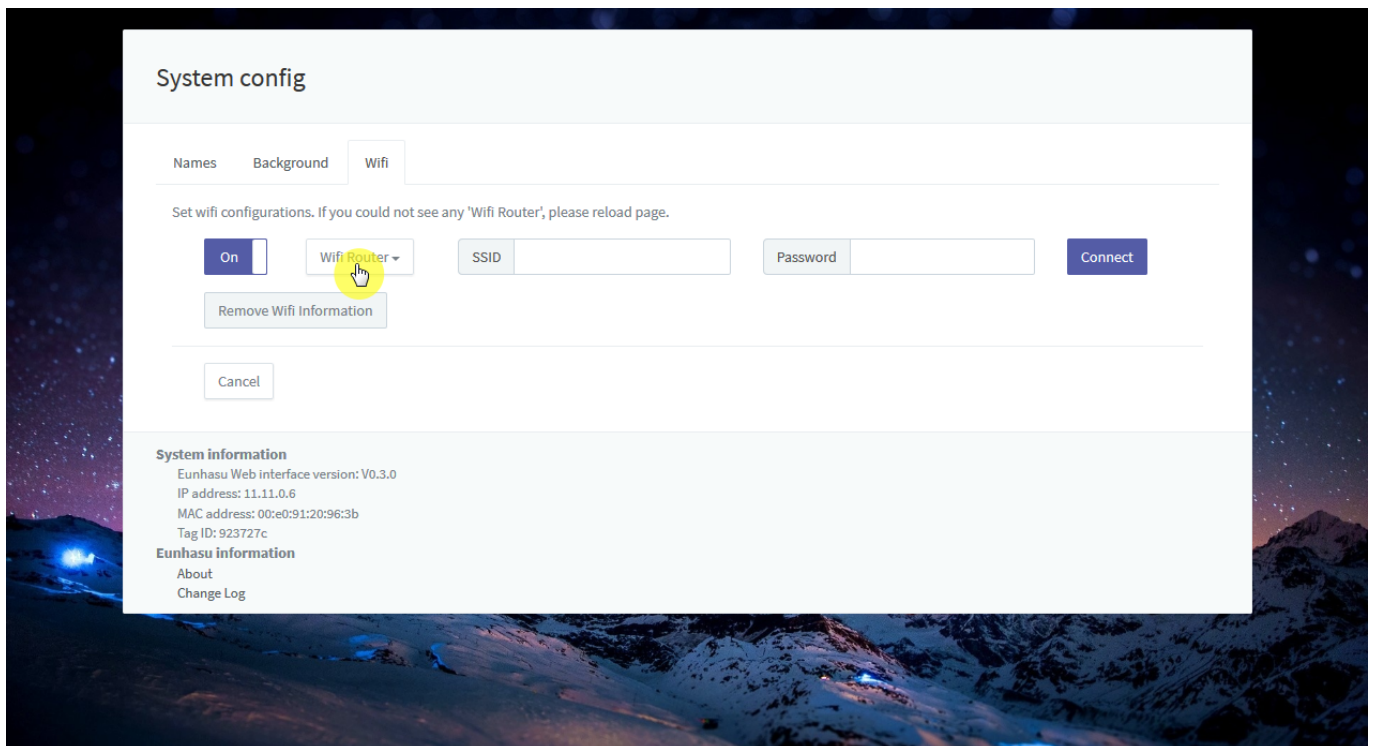 System config
Names Background Wifi
Set wifi configurations. If you could not see any 'Wifi Router', please reload page.
On Wifi Router SSID Password Connect
Remove Wifi Information
Cancel
System information
Eunhasu Web interface version: V0.3.0
IP address: 11.11.0.6
MAC address: 00:e0:91:20:96:3b
Tag ID: 923727c
Eunhasu information
About
Change Log